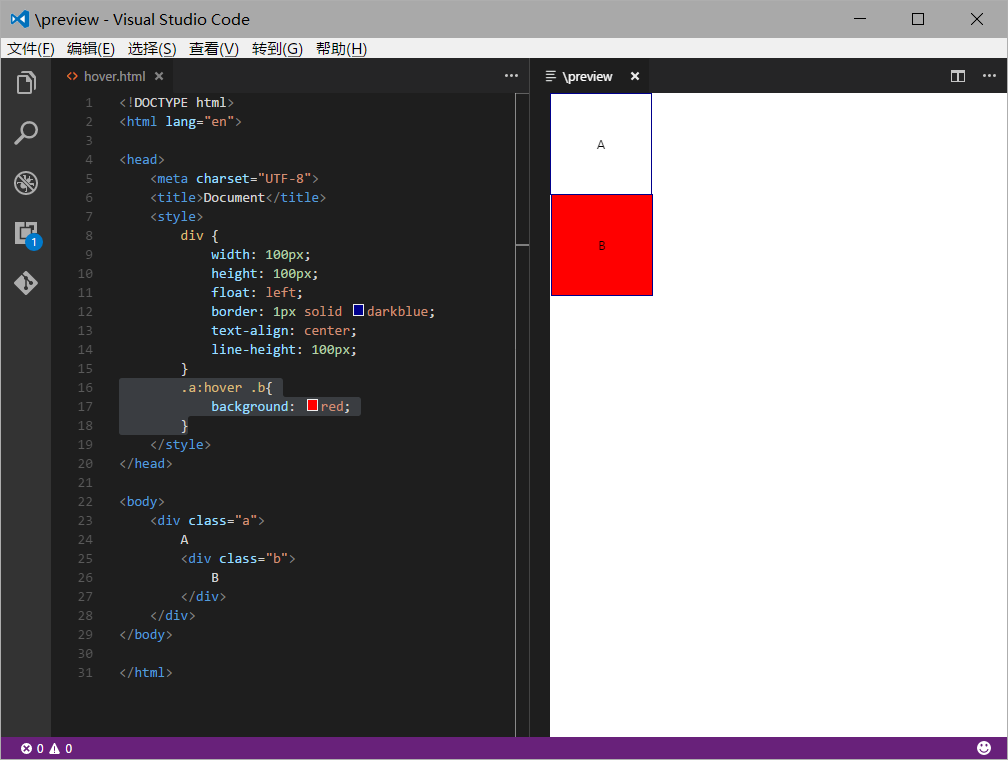 \preview - Visual Studio Code
文件(F) 编辑(E) 选择(S) 查看(V) 转到(G) 帮助(H)
<> hover.html ×
\preview ×
1 <!DOCTYPE html>
2 <html lang="en">
3
4 <head>
5     <meta charset="UTF-8">
6     <title>Document</title>
7     <style>
8         div {
9             width: 100px;
10             height: 100px;
11             float: left;
12             border: 1px solid darkblue;
13             text-align: center;
14             line-height: 100px;
15         }
16         .a:hover .b{
17             background: red;
18         }
19     </style>
20 </head>
21
22 <body>
23     <div class="a">
24         A
25         <div class="b">
26             B
27         </div>
28     </div>
29 </body>
30
31 </html>
A
B
1
0 0